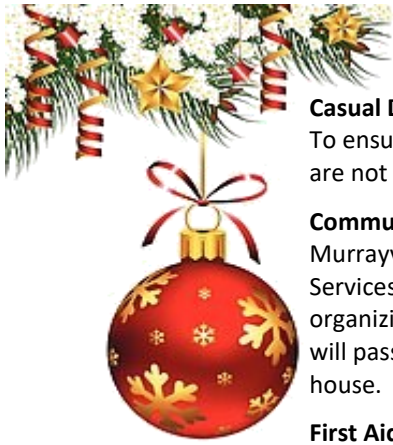 Casual
To ensu
are not
Commu
Murrayv
Services
organizi
will pass
house.
First Aid